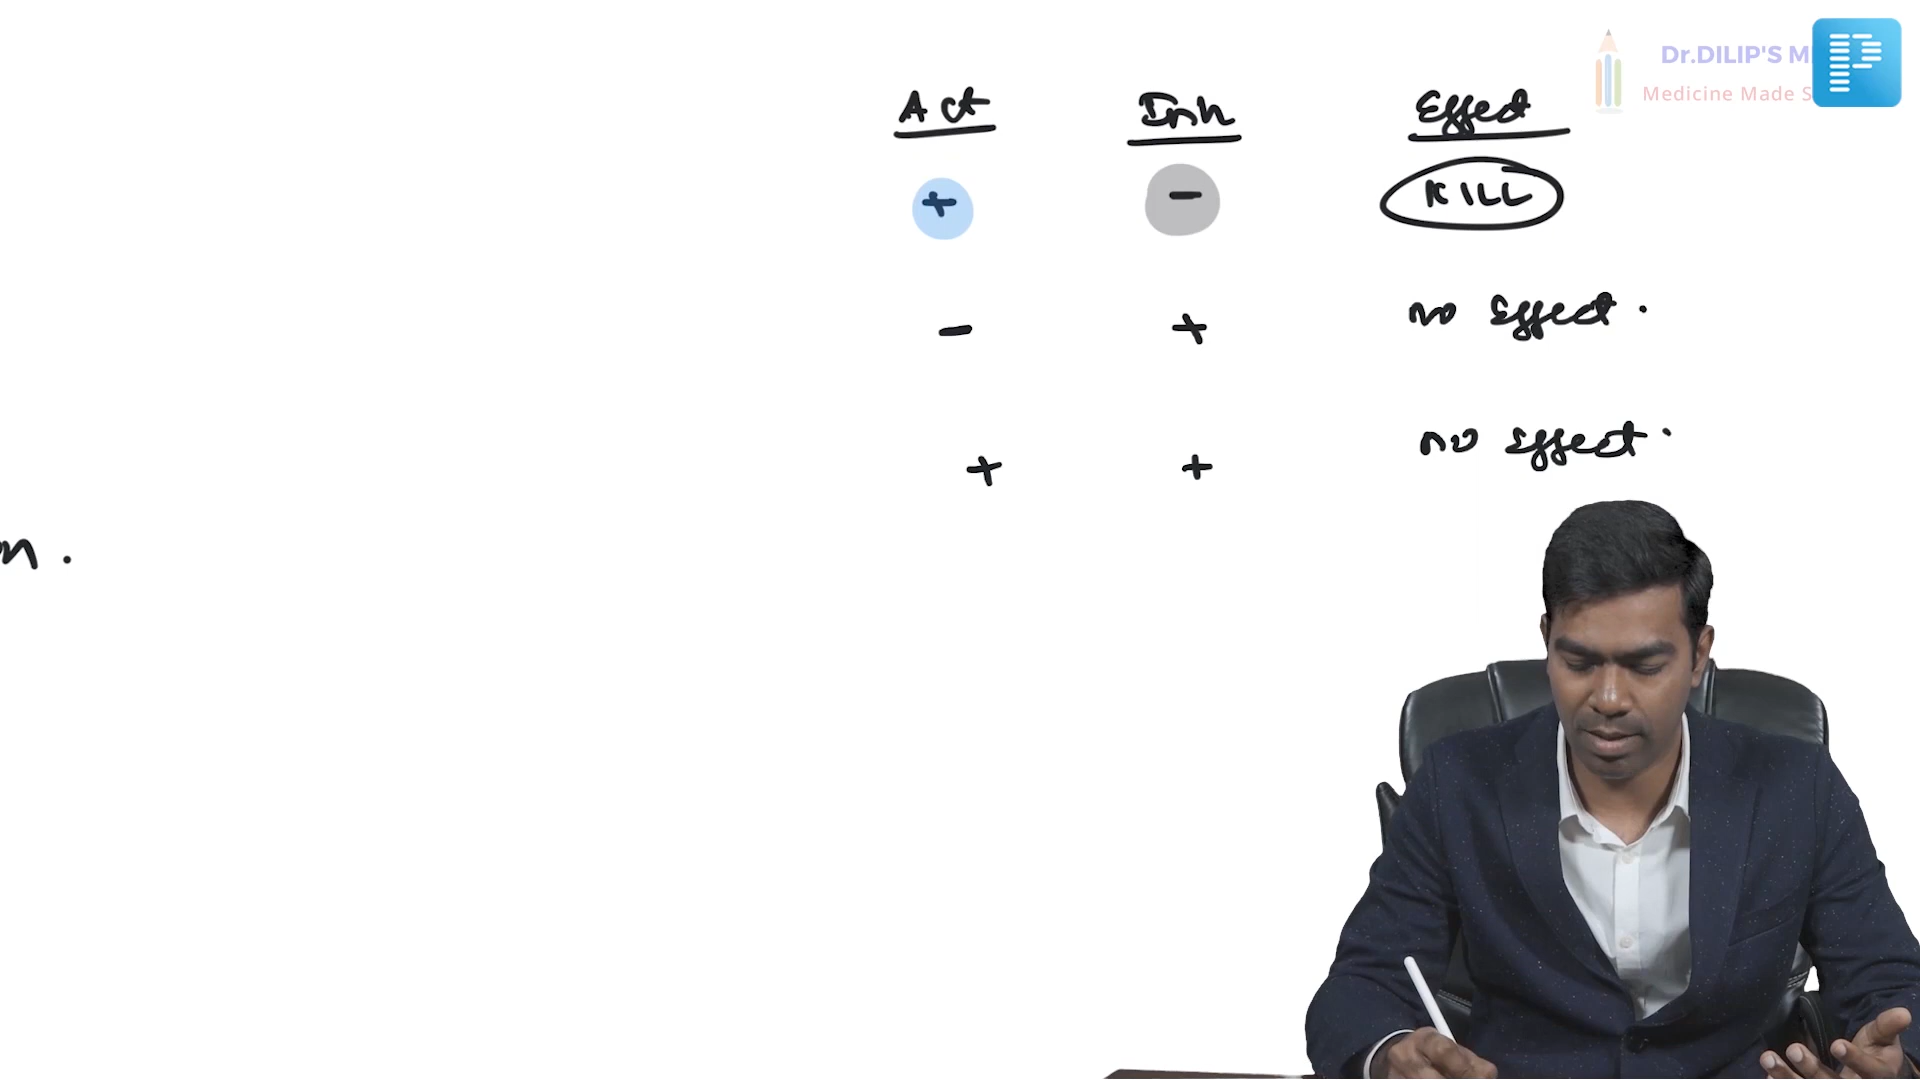 Dr.DILIP'S M
Medicine Made S
Act Inh Effect
+ - KILL
- + no Effect.
+ + no Effect.
n.